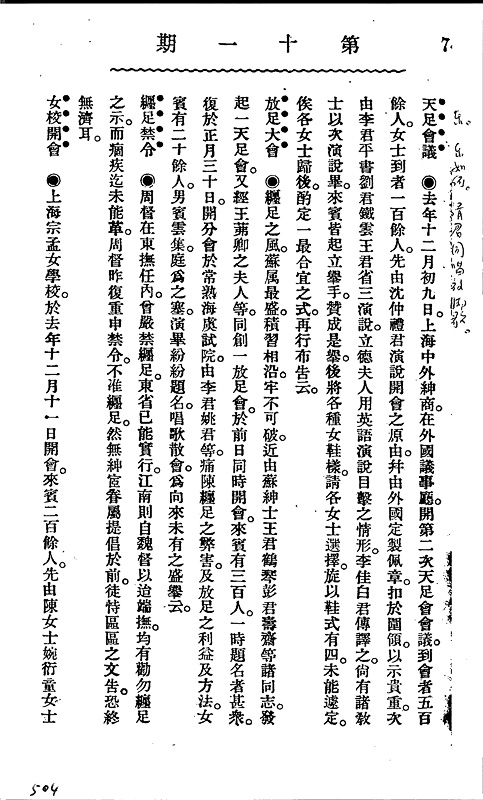 第十一期
7
天足會議 ●去年十二月初九日。上海中外紳商在外國議事廳。開第二次天足會會議。到會者五百
餘人。女士到者一百餘人。先由沈仲禮君演說開會之原由。幷由外國定製佩章。扣於圍領。以示貴重。次
由李君平書劉君鐵雲王君省三演說。立德夫人用英語演說目擊之情形。李佳白君傳譯之。尙有諸敎
士以次演說畢。來賓皆起立舉手。贊成是舉。後將各種女鞋樣。請各女士選擇。旋以鞋式有四。未能遽定。
俟各女士歸後。酌定一最合宜之式。再行布告云。
放足大會 ●纏足之風。蘇屬最盛。積習相沿。牢不可破。近由蘇紳士王君鶴琴彭君壽齋等諸同志。發
起一天足會。又經王蒻卿之夫人等。同創一放足會。於前日同時開會。來賓有三百人。一時題名者甚衆。
復於正月三十日。開分會於常熟海虞試院。由李君姚君等。痛陳纏足之弊害。及放足之利益及方法。女
賓有二十餘人。男賓雲集。庭爲之塞。演畢紛紛題名。唱歌散會。爲向來未有之盛舉云。
纏足禁令 ●周督在東撫任內。曾嚴禁纏足。東省已能實行。江南則自魏督以迨端撫。均有勸勿纏足
之示。而痼疾迄未能革。周督昨復重申禁令。不准纏足。然無紳宦眷屬提倡於前。徒恃區區之文告。恐終
無濟耳。
女校開會 ●上海宗孟女學校。於去年十二月十一日開會。來賓二百餘人。先由陳女士婉衍童女士
504